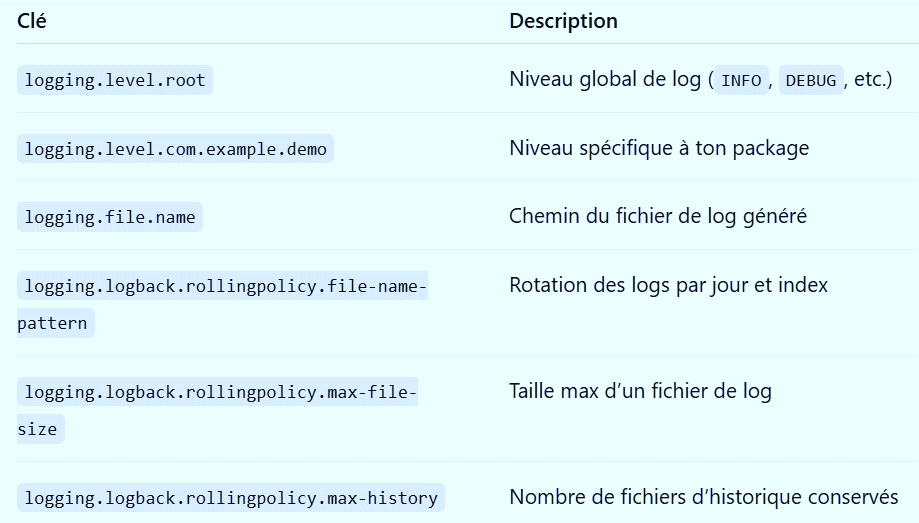 Clé Description
logging.level.root Niveau global de log ( INFO , DEBUG , etc.)
logging.level.com.example.demo Niveau spécifique à ton package
logging.file.name Chemin du fichier de log généré
logging.logback.rollingpolicy.file-name- Rotation des logs par jour et index
pattern
logging.logback.rollingpolicy.max-file- Taille max d’un fichier de log
size
logging.logback.rollingpolicy.max-history Nombre de fichiers d’historique conservés